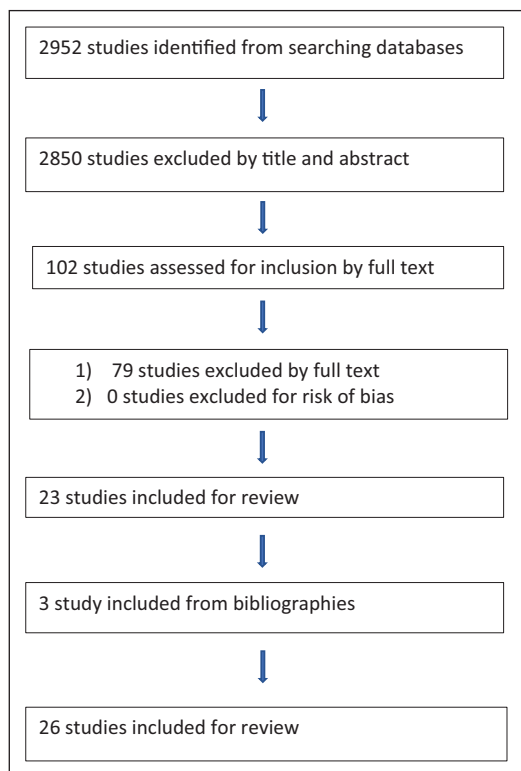 2952 studies identified from searching databases
2850 studies excluded by title and abstract
102 studies assessed for inclusion by full text
1) 79 studies excluded by full text
2) 0 studies excluded for risk of bias
23 studies included for review
3 study included from bibliographies
26 studies included for review